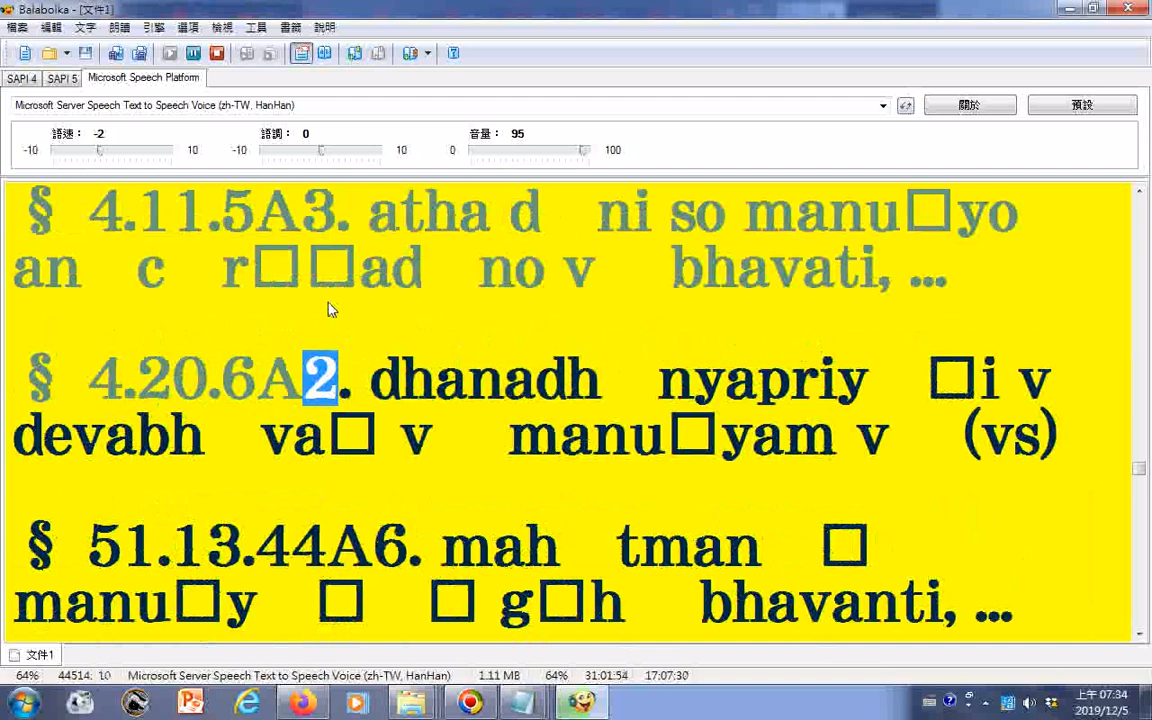 Balabolka - [文件1]
檔案 編輯 文字 朗讀 引擎 選項 檢視 工具 書籤 說明
SAPI 4 SAPI 5 Microsoft Speech Platform
Microsoft Server Speech Text to Speech Voice (zh-TW, HanHan) 關於 預設
語速： -2 語調： 0 音量： 95
-10 10 -10 10 0 100
§ 4.11.5A3. atha d ni so manu□yo
an c r□□ad no v bhavati, ...
§ 4.20.6A2. dhanadh nyapriy □i v
devabh va□ v manu□yam v (vs)
§ 51.13.44A6. mah tman □
manu□y □ □ g□h bhavanti, ...
文件1
64% 44514: 10 Microsoft Server Speech Text to Speech Voice (zh-TW, HanHan) 1.11 MB 64% 31:01:54 17:07:30
上午 07:34
2019/12/5